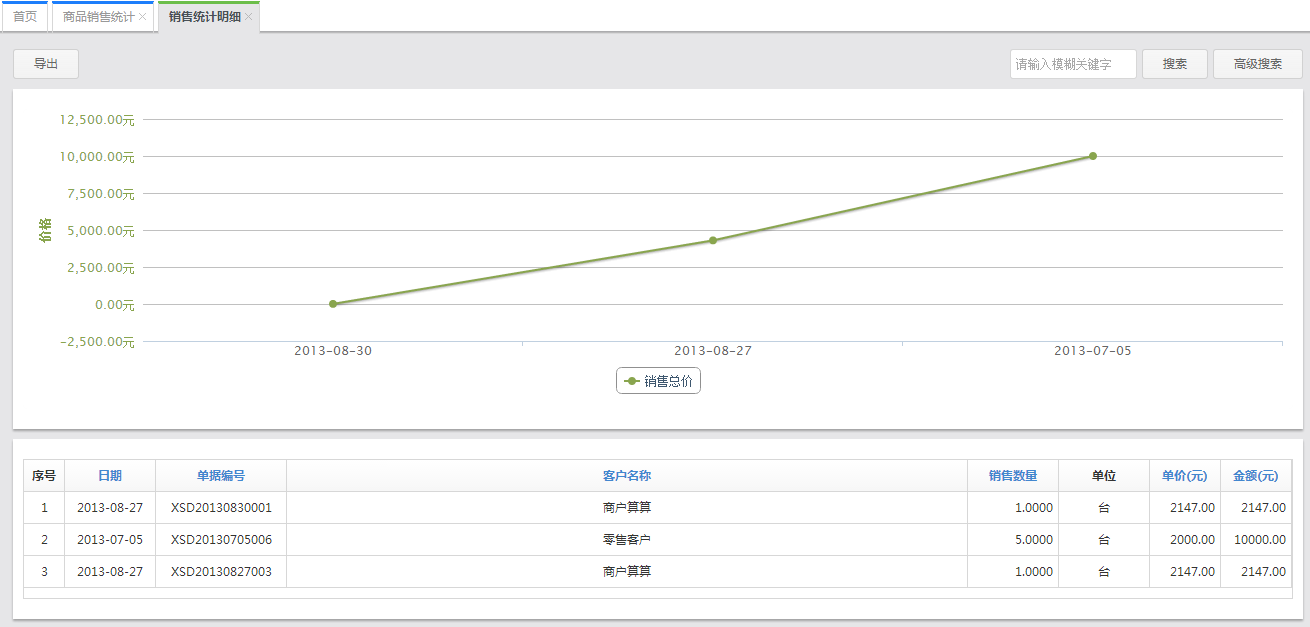 首页 商品销售统计 销售统计明细
导出 请输入模糊关键字 搜索 高级搜索
12,500.00元
10,000.00元
7,500.00元
5,000.00元
2,500.00元
0.00元
-2,500.00元
价格
2013-08-30 2013-08-27 2013-07-05
销售总价
序号 日期 单据编号 客户名称 销售数量 单位 单价(元) 金额(元)
1 2013-08-27 XSD20130830001 商户算算 1.0000 台 2147.00 2147.00
2 2013-07-05 XSD20130705006 零售客户 5.0000 台 2000.00 10000.00
3 2013-08-27 XSD20130827003 商户算算 1.0000 台 2147.00 2147.00